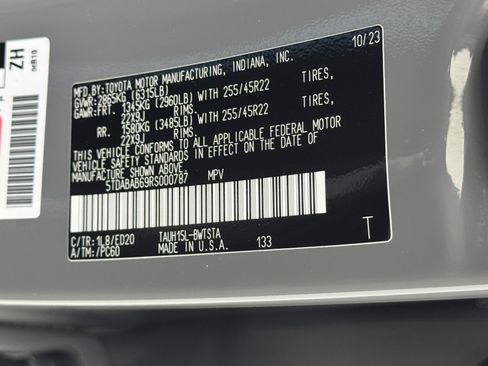 MFD.BY:TOYOTA MOTOR MANUFACTURING, INDIANA, INC. 10/23
GVWR: 2865KG (6315LB)
GAWR:FRT. 1345KG (2960LB) WITH 255/45R22 TIRES,
22X9J RIMS,
RR. 1580KG (3485LB) WITH 255/45R22 TIRES,
22X9J RIMS.
THIS VEHICLE CONFORMS TO ALL APPLICABLE FEDERAL MOTOR
VEHICLE SAFETY STANDARDS IN EFFECT ON THE DATE OF
MANUFACTURE SHOWN ABOVE.
5TDABAB69RS000787 MPV
C/TR: 1L8/ED20 TAUH15L-BWTSTA
A/TM: /PC60 MADE IN U.S.A. 133 T
ZH